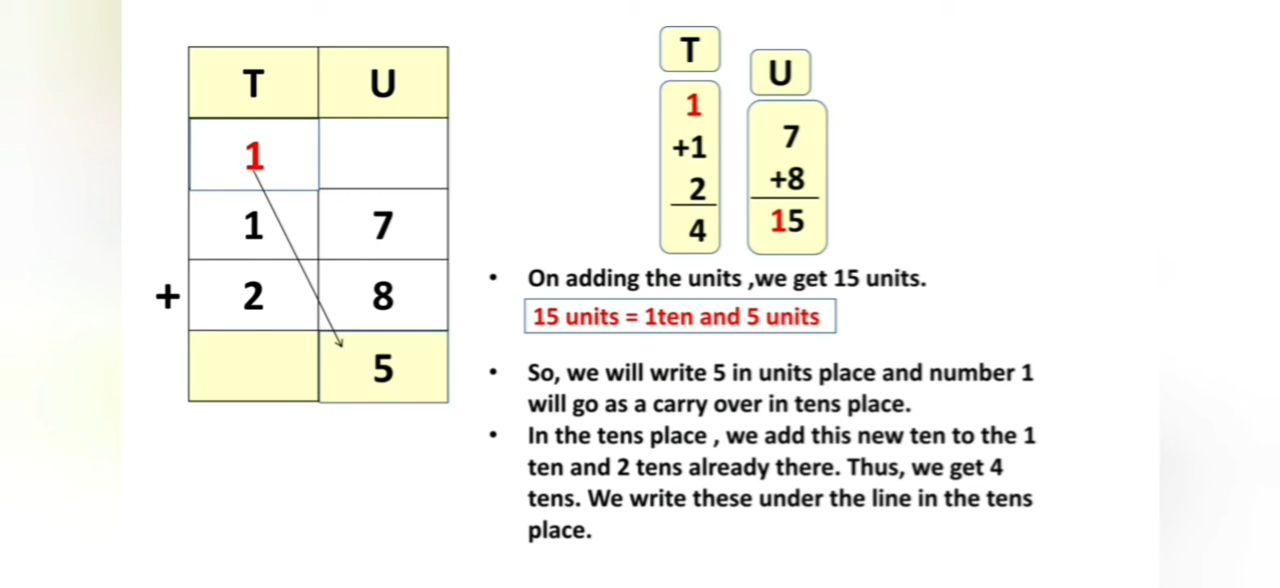 T U
1
1 7
+ 2 8
5
T
1
+1
2
4
U
7
+8
15
• On adding the units ,we get 15 units.
15 units = 1ten and 5 units
• So, we will write 5 in units place and number 1
will go as a carry over in tens place.
• In the tens place , we add this new ten to the 1
ten and 2 tens already there. Thus, we get 4
tens. We write these under the line in the tens
place.